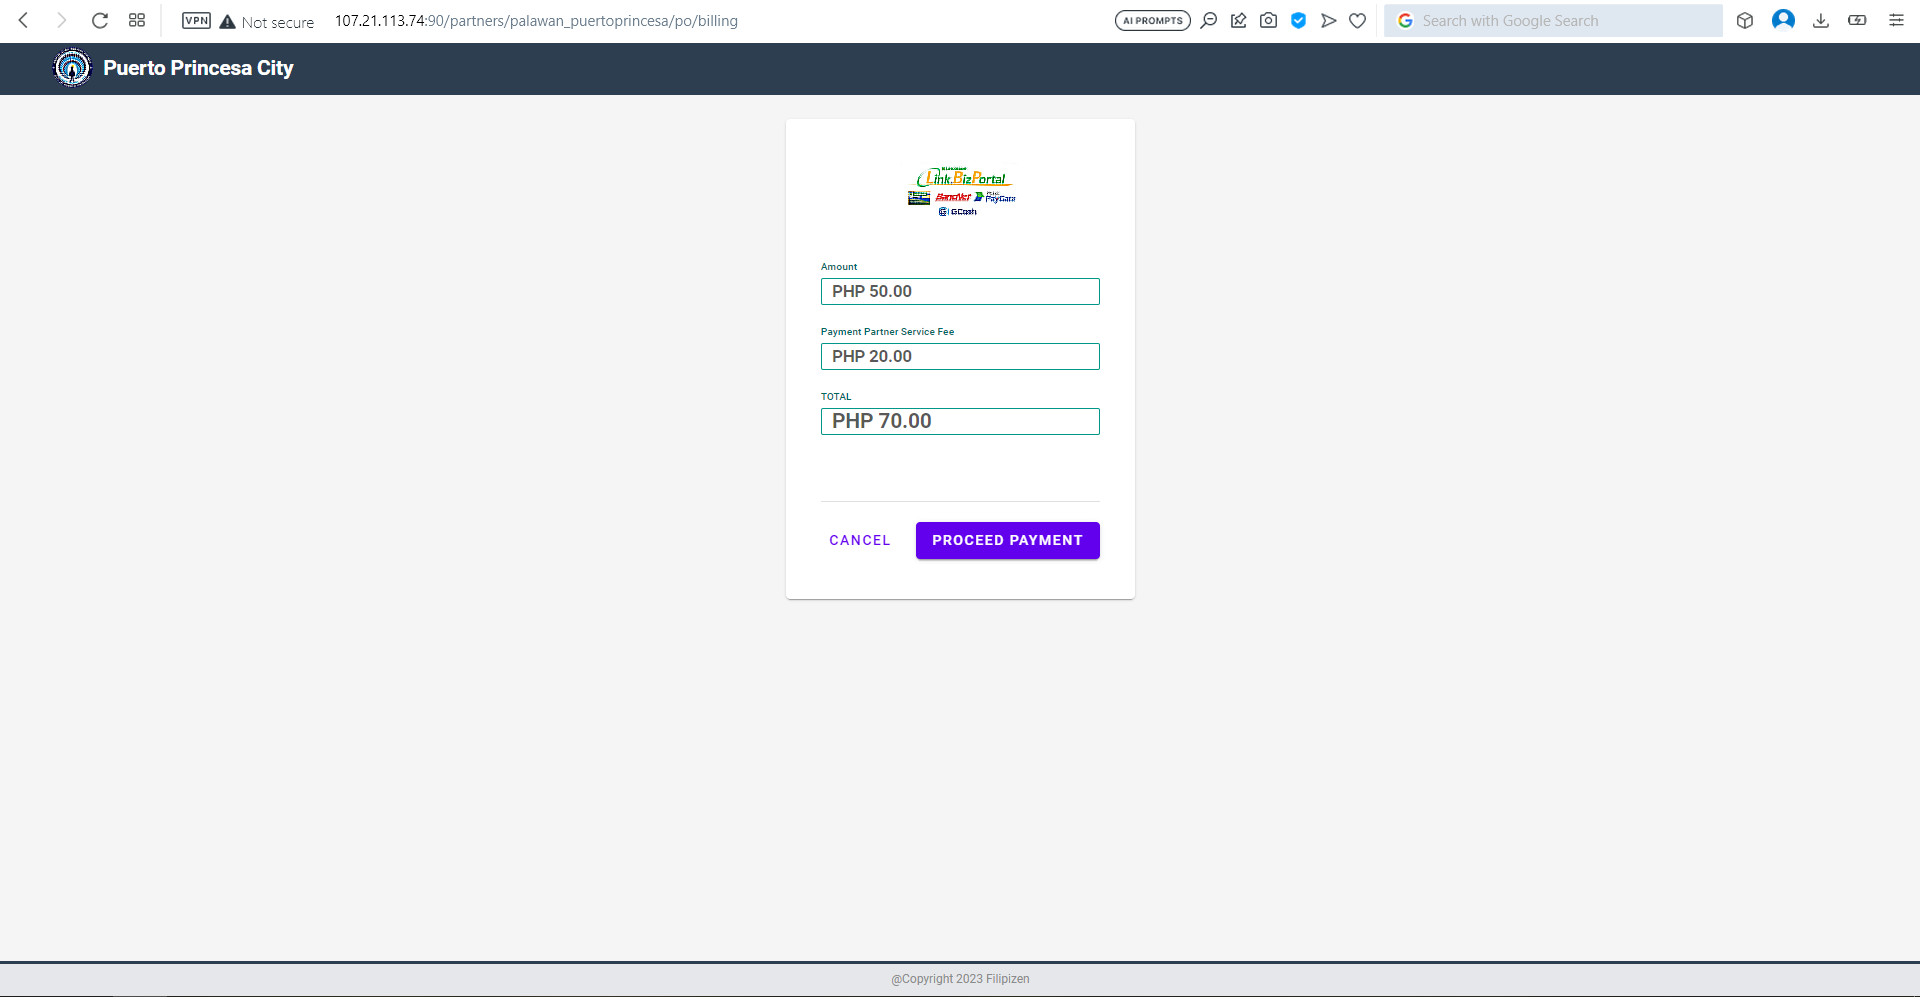 VPN
Not secure
107.21.113.74:90/partners/palawan_puertoprincesa/po/billing
AI PROMPTS
Search with Google Search
Puerto Princesa City
Link.BizPortal
BancNet
PayGate
GCash
Amount
PHP 50.00
Payment Partner Service Fee
PHP 20.00
TOTAL
PHP 70.00
CANCEL
PROCEED PAYMENT
@Copyright 2023 Filipizen